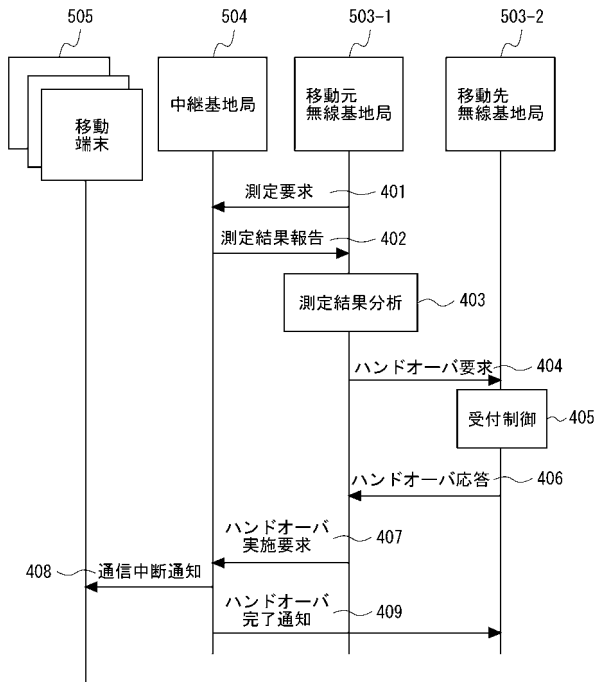 505
504
503-1
503-2
移動
端末
中継基地局
移動元
無線基地局
移動先
無線基地局
測定要求
401
測定結果報告
402
測定結果分析
403
ハンドオーバ要求
404
受付制御
405
ハンドオーバ応答
406
ハンドオーバ
実施要求
407
408
通信中断通知
ハンドオーバ
完了通知
409